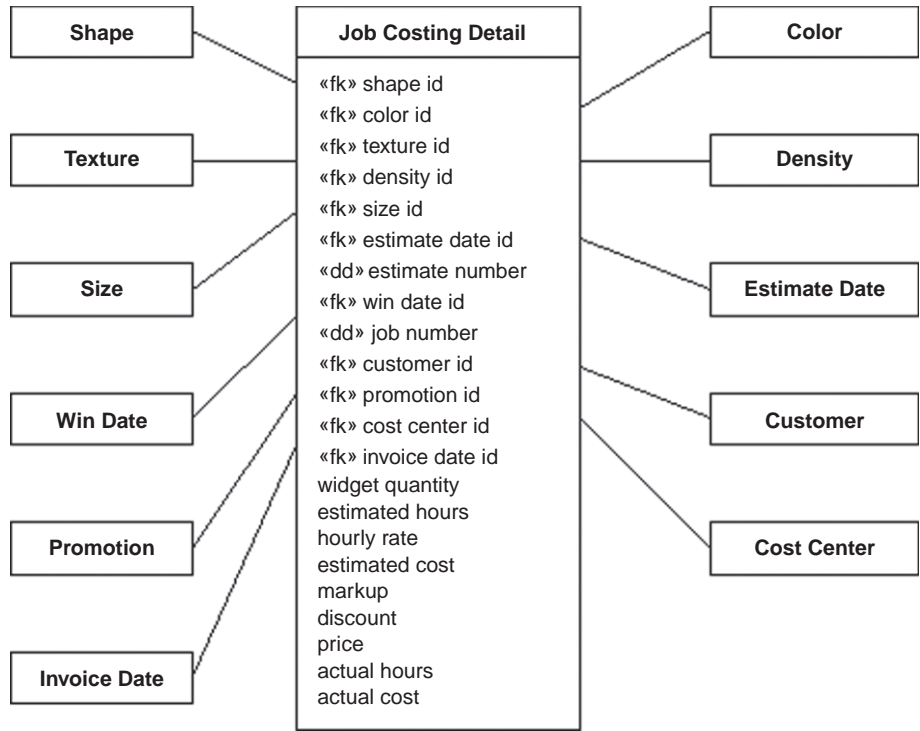 Shape
Texture
Size
Win Date
Promotion
Invoice Date
Job Costing Detail
«fk» shape id
«fk» color id
«fk» texture id
«fk» density id
«fk» size id
«fk» estimate date id
«dd» estimate number
«fk» win date id
«dd» job number
«fk» customer id
«fk» promotion id
«fk» cost center id
«fk» invoice date id
widget quantity
estimated hours
hourly rate
estimated cost
markup
discount
price
actual hours
actual cost
Color
Density
Estimate Date
Customer
Cost Center